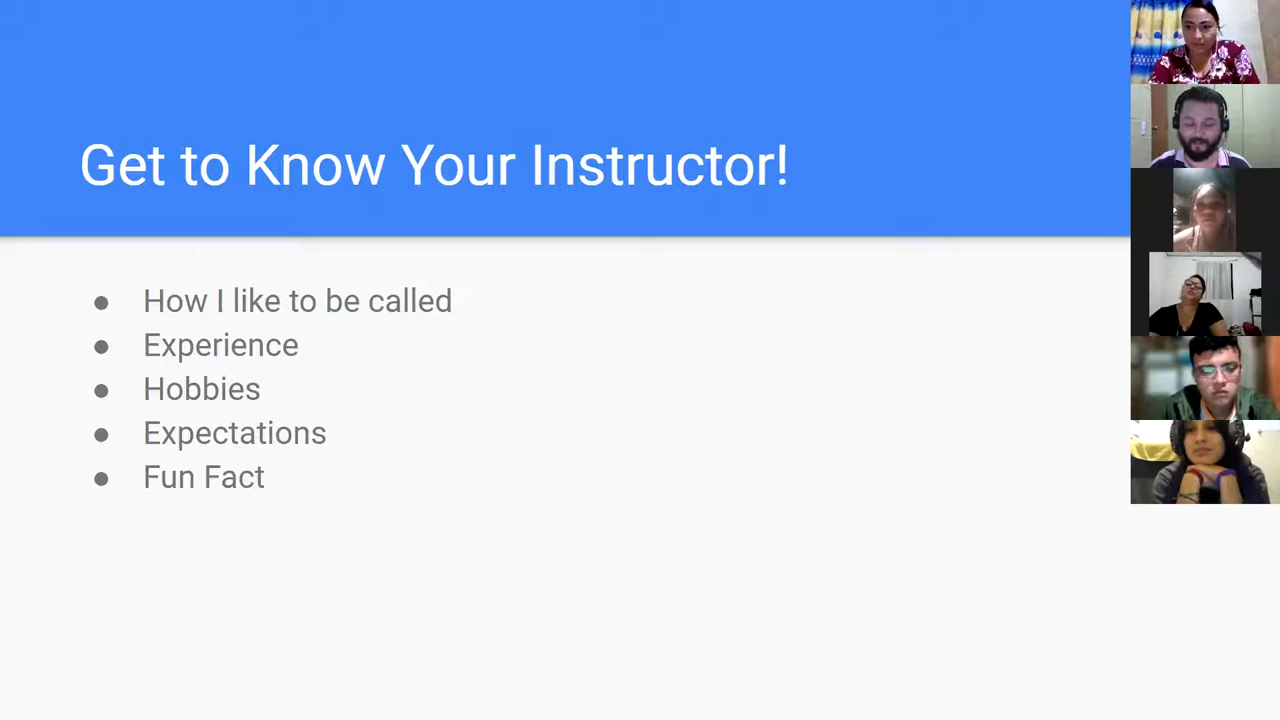 Get to Know Your Instructor!
● How I like to be called
● Experience
● Hobbies
● Expectations
● Fun Fact